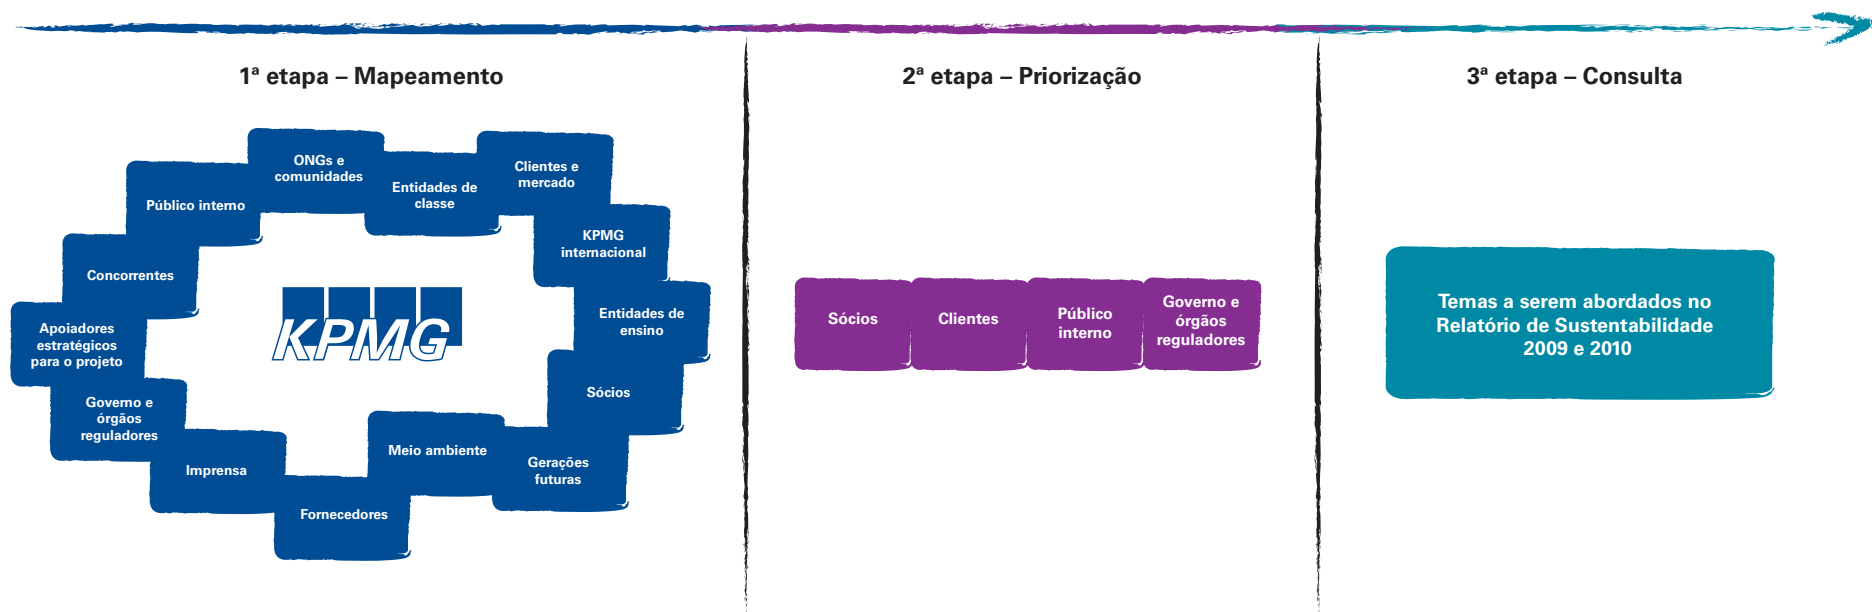 1ª etapa – Mapeamento
ONGs e
comunidades
Entidades de
classe
Clientes e
mercado
Público interno
KPMG
internacional
Concorrentes
Entidades de
ensino
Apoiadores
estratégicos
para o projeto
KPMG
Sócios
Governo e
órgãos
reguladores
Meio ambiente
Gerações
futuras
Imprensa
Fornecedores
2ª etapa – Priorização
Sócios
Clientes
Público
interno
Governo e
órgãos
reguladores
3ª etapa – Consulta
Temas a serem abordados no
Relatório de Sustentabilidade
2009 e 2010